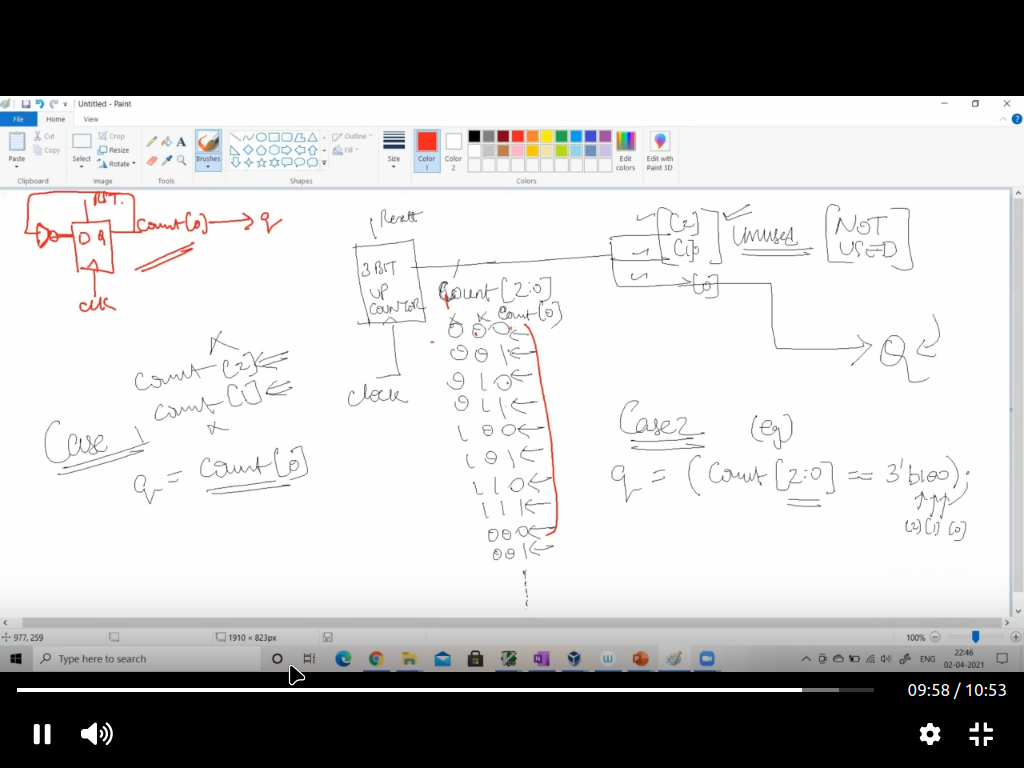 Untitled - Paint
File Home View
Paste
Cut
Copy
Clipboard
Select
Crop
Resize
Rotate
Image
Tools
Brushes
Shapes
Outline
Fill
Size
Color 1
Color 2
Colors
Edit colors
Edit with Paint 3D
RST.
D Q
count[0] → q
clk
Reset
3 BIT
UP
COUNTOR
clock
Count [2:0]
x x Count[0]
0 0 0
0 0 1
0 1 0
0 1 1
1 0 0
1 0 1
1 1 0
1 1 1
0 0 0
0 0 1
[2]
[1]
[0]
Unused
[NOT USED]
Q
x
count [2]
count [1]
x
Case 1
q = count[0]
Case 2 (eg)
q = (Count [2:0] == 3'b100);
[2] [1] [0]
977, 259
1910 × 823px
100%
Type here to search
ENG
22:46
02-04-2021
09:58 / 10:53